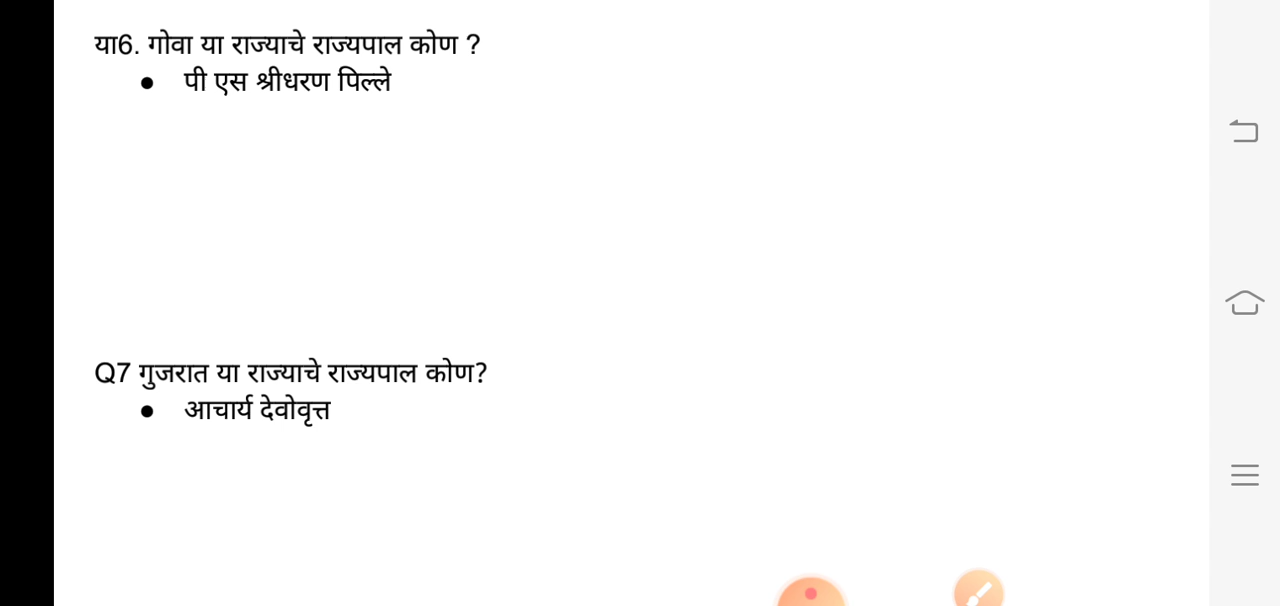 या6. गोवा या राज्याचे राज्यपाल कोण ?
● पी एस श्रीधरण पिल्ले
Q7 गुजरात या राज्याचे राज्यपाल कोण?
● आचार्य देवोवृत्त